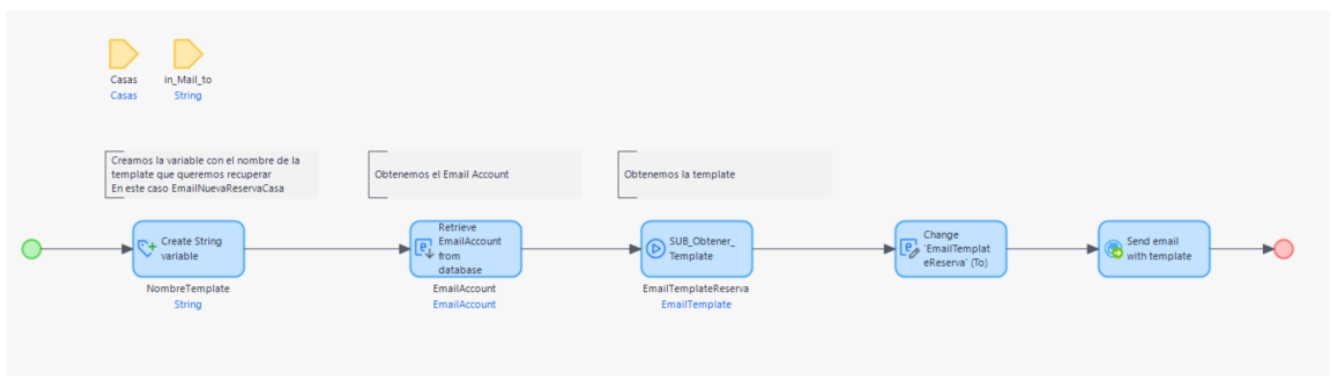 Casas
Casas
in_Mail_to
String
Creamos la variable con el nombre de la
template que queremos recuperar
En este caso EmailNuevaReservaCasa
Obtenemos el Email Account
Obtenemos la template
Create String
variable
NombreTemplate
String
Retrieve
EmailAccount
from
database
EmailAccount
EmailAccount
SUB_Obtener_
Template
EmailTemplateReserva
EmailTemplate
Change
'EmailTemplat
eReserva' (To)
Send email
with template